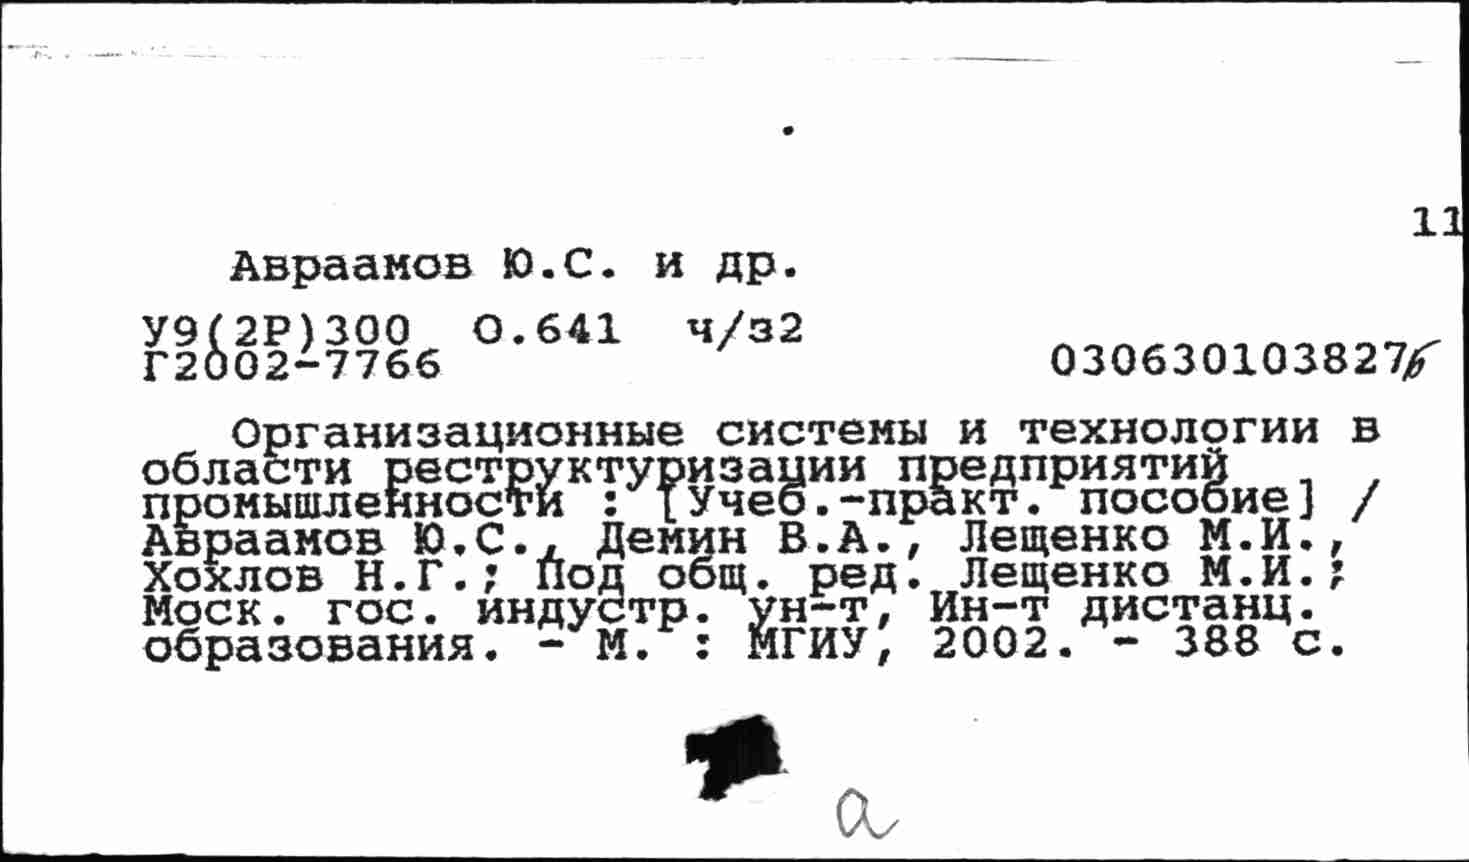 11
Авраамов Ю.С. и др.
У9(2Р)300 О.641 ч/з2
Г2002-7766
030630103827б
Организационные системы и технологии в
области реструктуризации предприятий
промышленности : [Учеб.-практ. пособие] /
Авраамов Ю.С., Демин В.А., Лещенко М.И.,
Хохлов Н.Г.; Под общ. ред. Лещенко М.И.;
Моск. гос. индустр. ун-т, Ин-т дистанц.
образования. - М. : МГИУ, 2002. - 388 с.
а